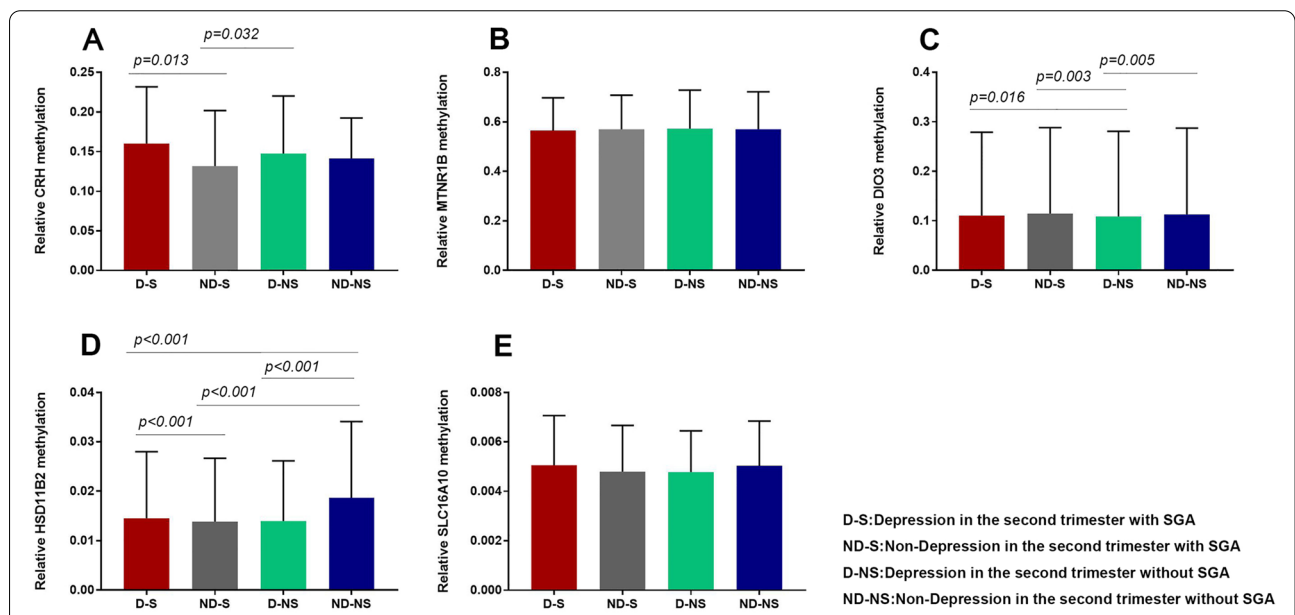 A
p=0.032
p=0.013
Relative CRH methylation
0.25
0.20
0.15
0.10
0.05
0.00
D-S ND-S D-NS ND-NS
B
Relative MTNR1B methylation
0.8
0.6
0.4
0.2
0.0
D-S ND-S D-NS ND-NS
C
p=0.005
p=0.003
p=0.016
Relative DIO3 methylation
0.4
0.3
0.2
0.1
0.0
D-S ND-S D-NS ND-NS
D
p<0.001
p<0.001
p<0.001
p<0.001
Relative HSD11B2 methylation
0.04
0.03
0.02
0.01
0.00
D-S ND-S D-NS ND-NS
E
Relative SLC16A10 methylation
0.008
0.006
0.004
0.002
0.000
D-S ND-S D-NS ND-NS
D-S:Depression in the second trimester with SGA
ND-S:Non-Depression in the second trimester with SGA
D-NS:Depression in the second trimester without SGA
ND-NS:Non-Depression in the second trimester without SGA